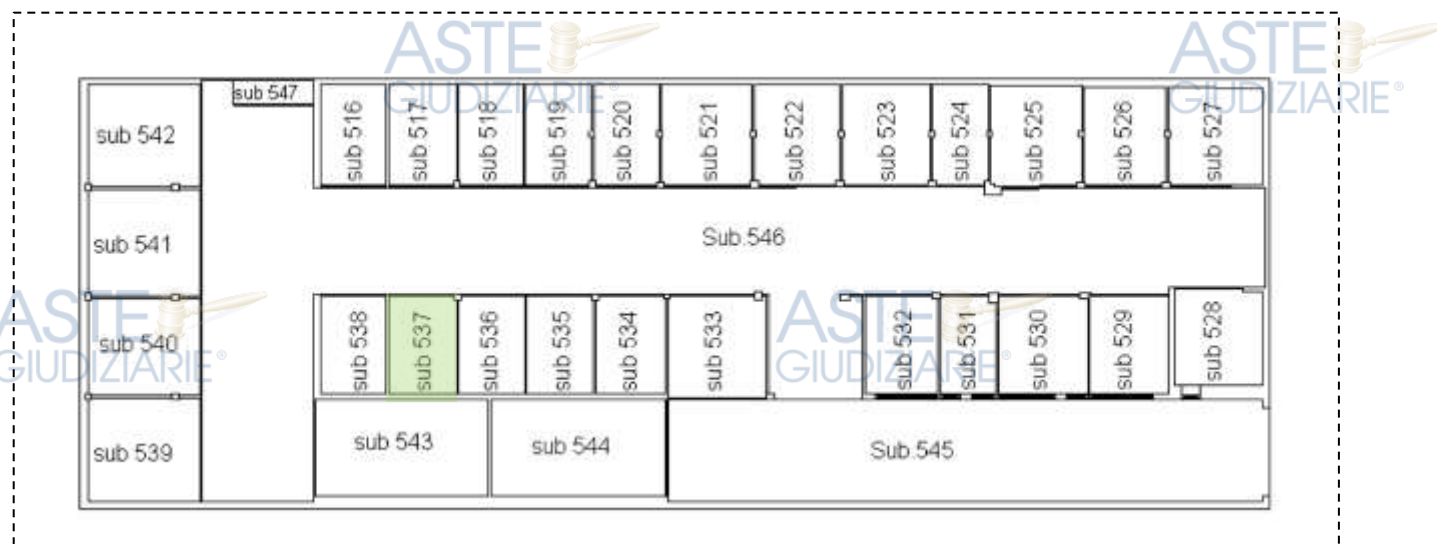 ASTE
GIUDIZIARIE®
ASTE
GIUDIZIARIE®
sub 547
sub 542
sub 516
sub 517
sub 518
sub 519
sub 520
sub 521
sub 522
sub 523
sub 524
sub 525
sub 526
sub 527
sub 541
Sub.546
ASTE
GIUDIZIARIE®
ASTE
GIUDIZIARIE®
sub 540
sub 538
sub 537
sub 536
sub 535
sub 534
sub 533
sub 532
sub 531
sub 530
sub 529
sub 528
sub 539
sub 543
sub 544
Sub.545